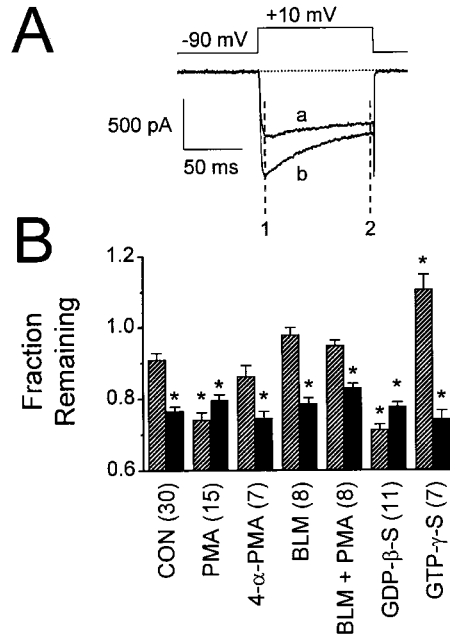 A
+10 mV
-90 mV
a
500 pA
b
50 ms
1 2
B
Fraction
Remaining
1.2
1.0
0.8
0.6
* * * * * * * * * *
CON (30)
PMA (15)
4-α-PMA (7)
BLM (8)
BLM + PMA (8)
GDP-β-S (11)
GTP-γ-S (7)